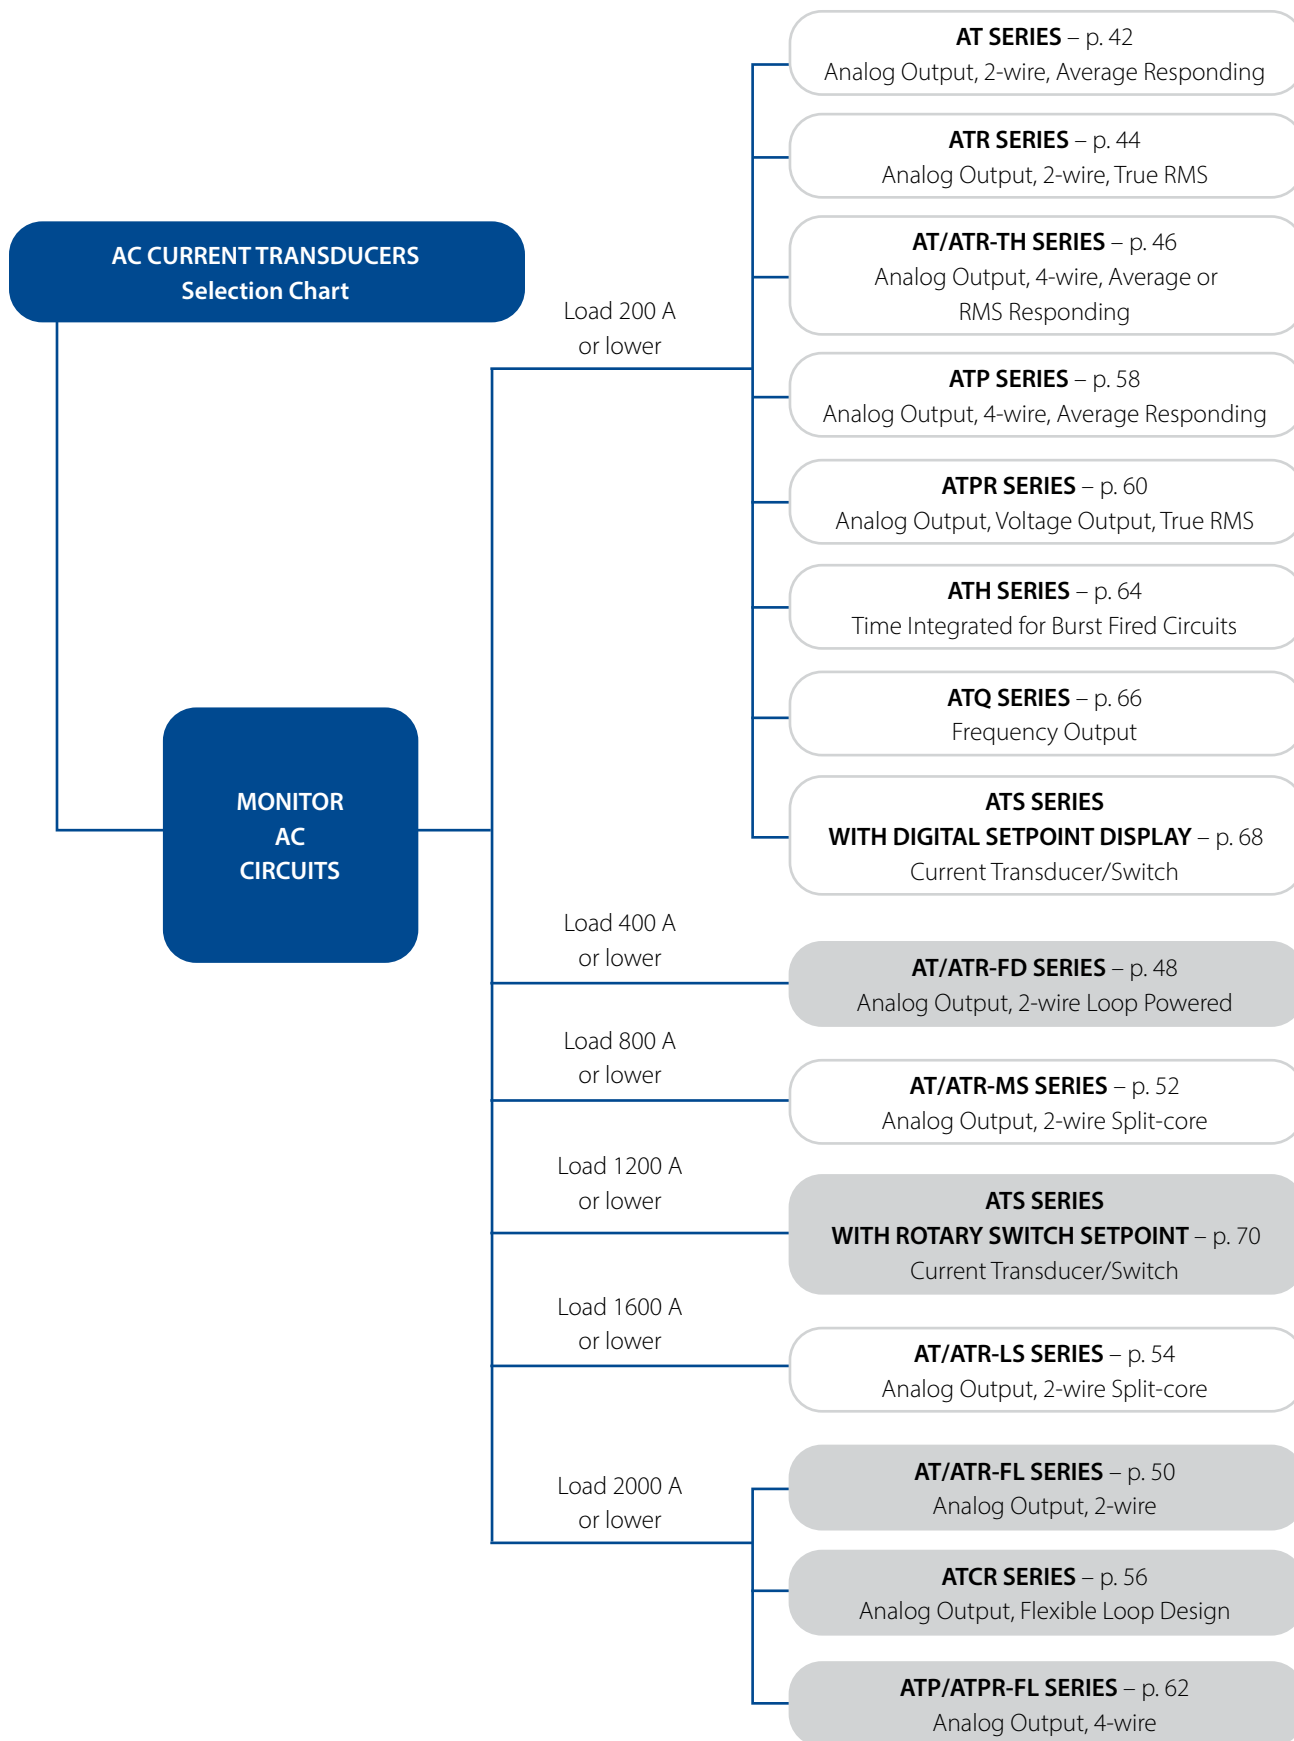 AC CURRENT TRANSDUCERS
Selection Chart
MONITOR
AC
CIRCUITS
Load 200 A
or lower
AT SERIES – p. 42
Analog Output, 2-wire, Average Responding
ATR SERIES – p. 44
Analog Output, 2-wire, True RMS
AT/ATR-TH SERIES – p. 46
Analog Output, 4-wire, Average or
RMS Responding
ATP SERIES – p. 58
Analog Output, 4-wire, Average Responding
ATPR SERIES – p. 60
Analog Output, Voltage Output, True RMS
ATH SERIES – p. 64
Time Integrated for Burst Fired Circuits
ATQ SERIES – p. 66
Frequency Output
ATS SERIES
WITH DIGITAL SETPOINT DISPLAY – p. 68
Current Transducer/Switch
Load 400 A
or lower
AT/ATR-FD SERIES – p. 48
Analog Output, 2-wire Loop Powered
Load 800 A
or lower
AT/ATR-MS SERIES – p. 52
Analog Output, 2-wire Split-core
Load 1200 A
or lower
ATS SERIES
WITH ROTARY SWITCH SETPOINT – p. 70
Current Transducer/Switch
Load 1600 A
or lower
AT/ATR-LS SERIES – p. 54
Analog Output, 2-wire Split-core
Load 2000 A
or lower
AT/ATR-FL SERIES – p. 50
Analog Output, 2-wire
ATCR SERIES – p. 56
Analog Output, Flexible Loop Design
ATP/ATPR-FL SERIES – p. 62
Analog Output, 4-wire